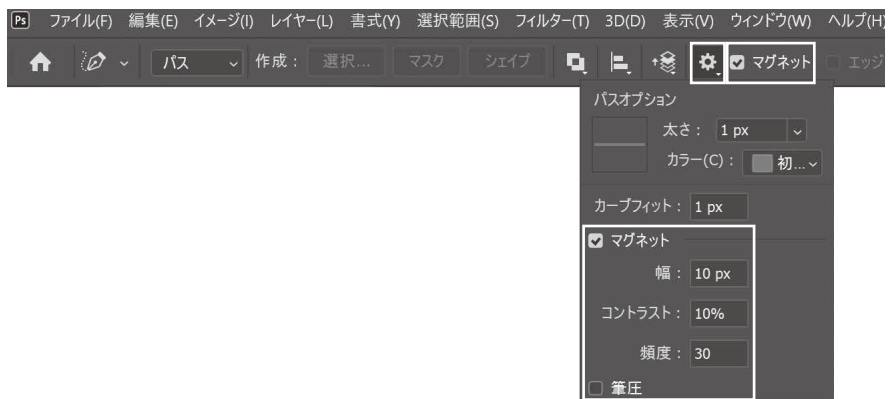 Ps ファイル(F) 編集(E) イメージ(I) レイヤー(L) 書式(Y) 選択範囲(S) フィルター(T) 3D(D) 表示(V) ウィンドウ(W) ヘルプ(H)
パス 作成： 選択... マスク シェイプ マグネット エッジ
パスオプション
太さ： 1 px
カラー(C)： 初...
カーブフィット： 1 px
マグネット
幅： 10 px
コントラスト： 10%
頻度： 30
筆圧